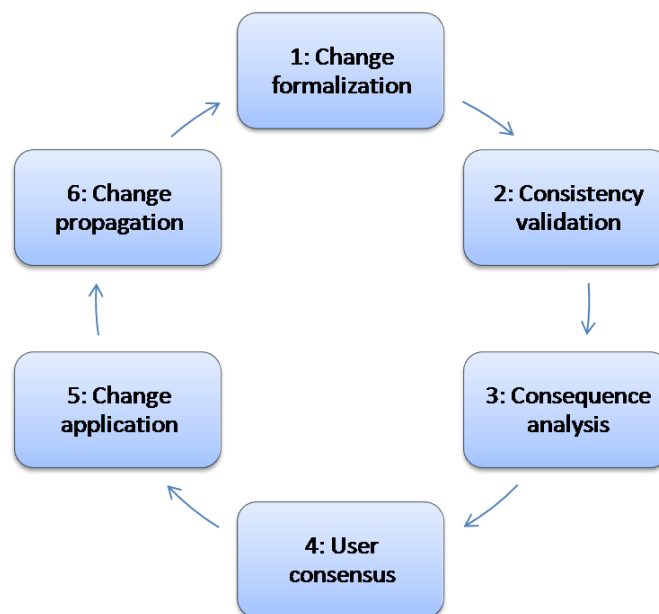 1: Change
formalization
2: Consistency
validation
3: Consequence
analysis
4: User
consensus
5: Change
application
6: Change
propagation